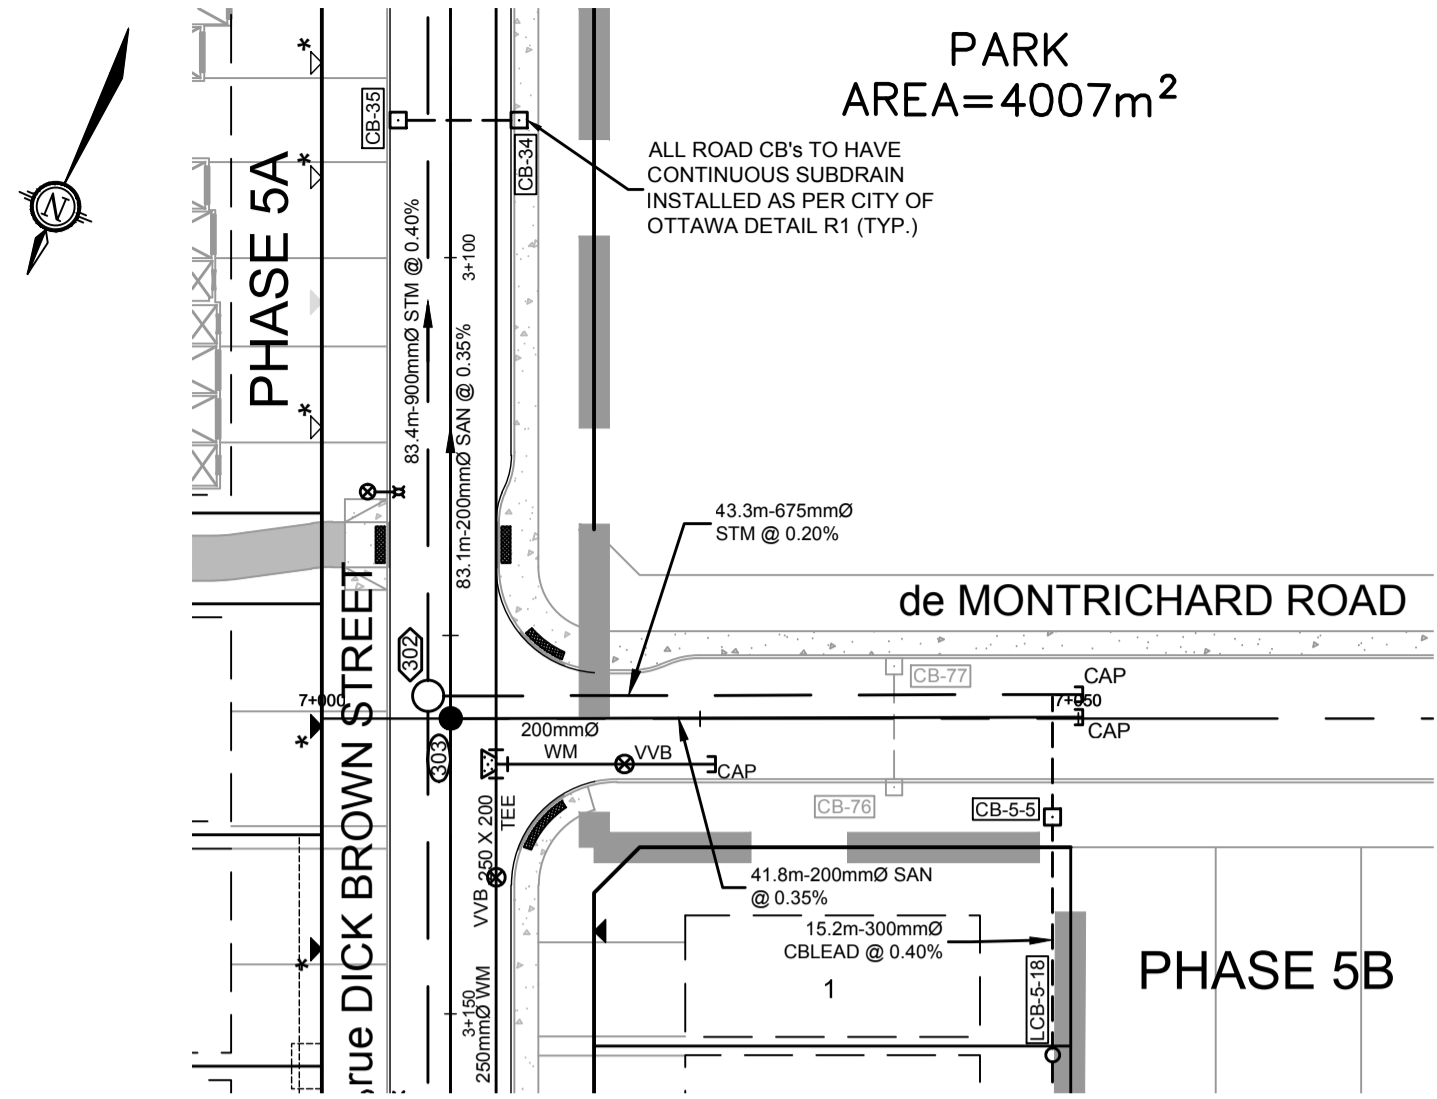 PARK
AREA=4007m²
N
CB-35
CB-34
ALL ROAD CB's TO HAVE
CONTINUOUS SUBDRAIN
INSTALLED AS PER CITY OF
OTTAWA DETAIL R1 (TYP.)
PHASE 5A
83.4m-900mmØ STM @ 0.40%
3+100
83.1m-200mmØ SAN @ 0.35%
43.3m-675mmØ
STM @ 0.20%
de MONTRICHARD ROAD
302
CB-77
CAP
7+000
7+050
CAP
200mmØ
WM
VVB
CAP
303
250 X 200
TEE
VVB
CB-76
CB-5-5
41.8m-200mmØ SAN
@ 0.35%
15.2m-300mmØ
CBLEAD @ 0.40%
1
LCB-5-18
PHASE 5B
rue DICK BROWN STREET
3+150
250mmØ WM